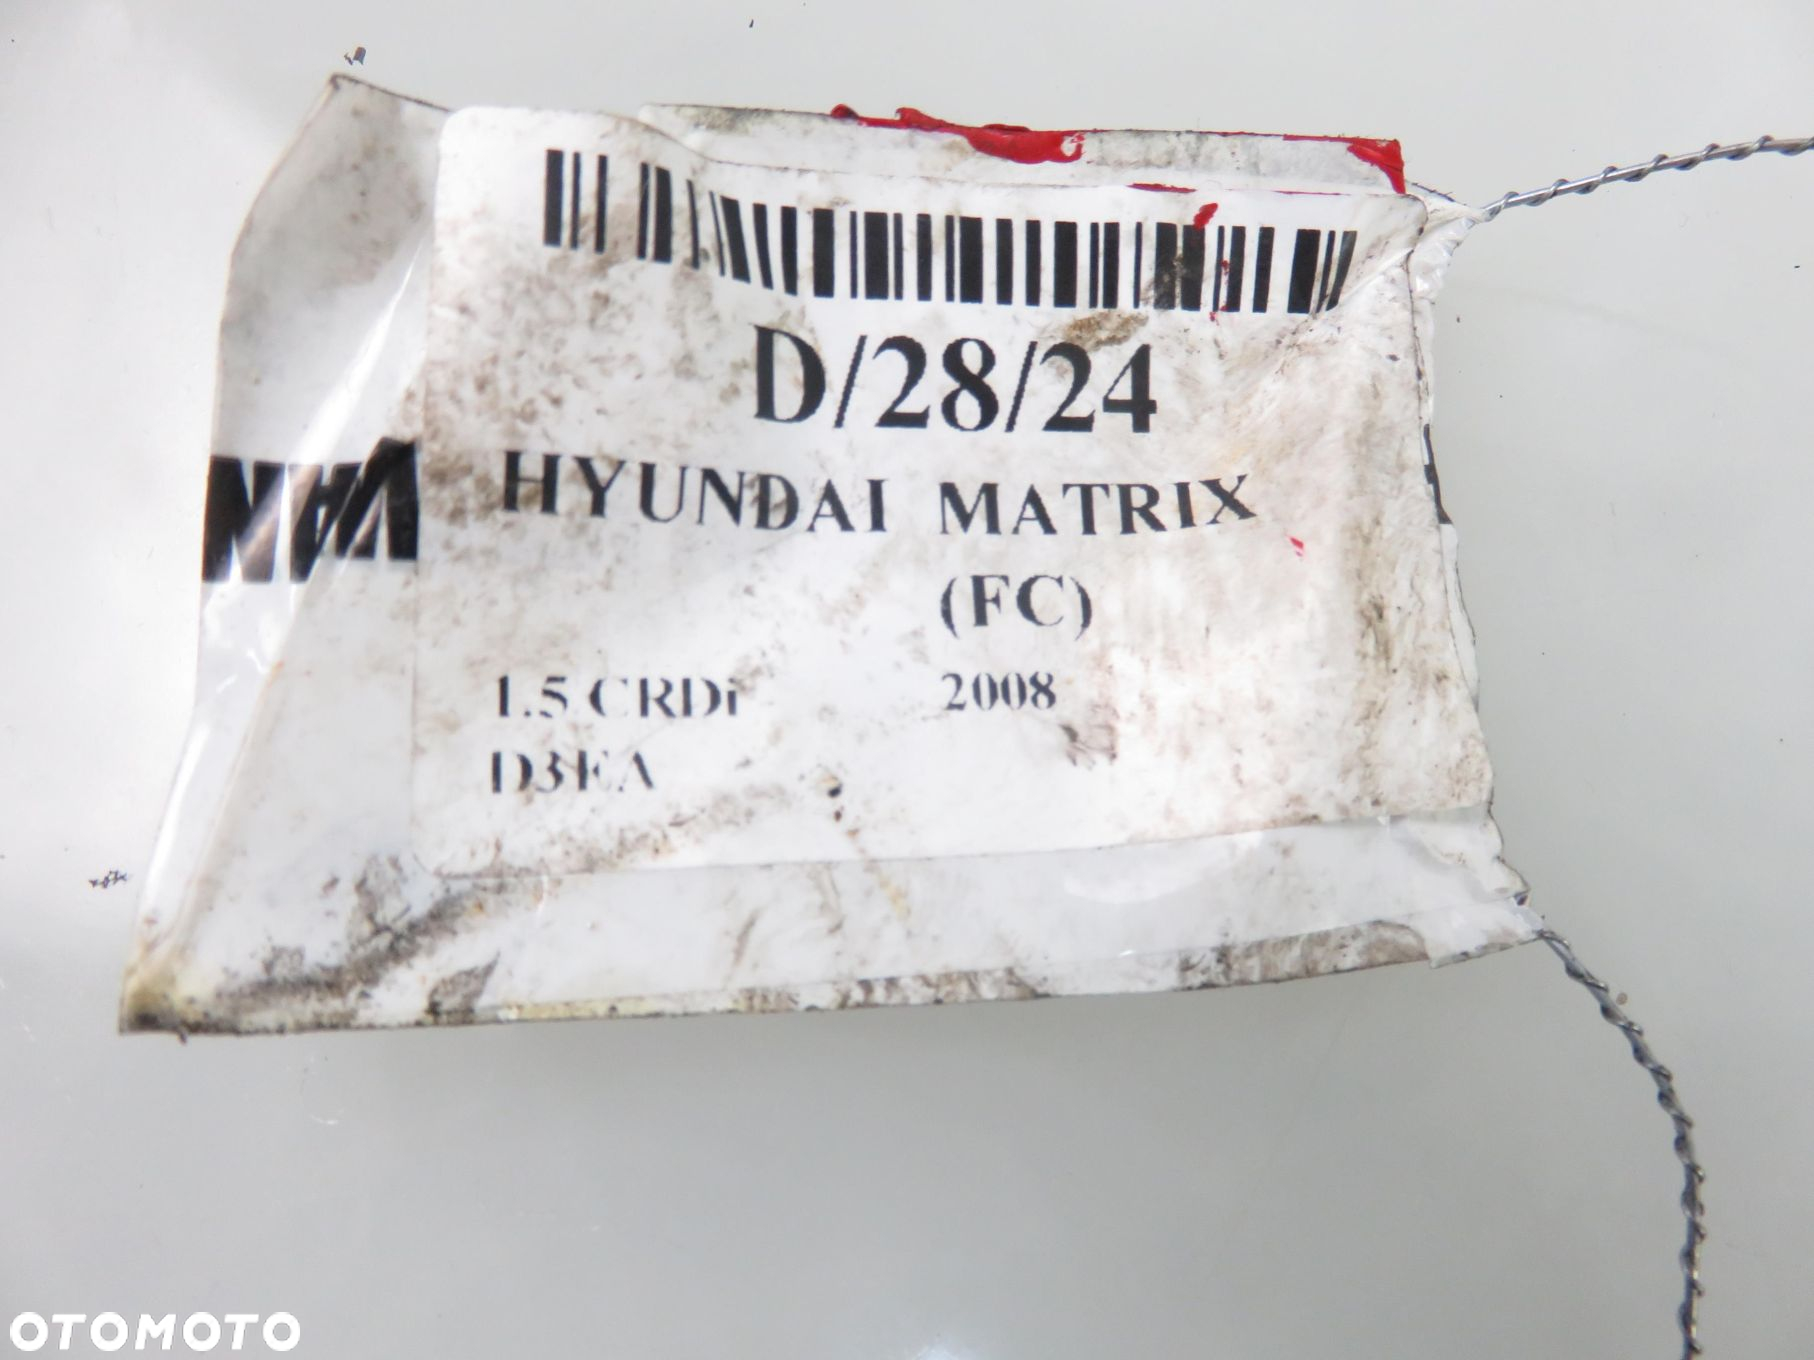 D/28/24
HYUNDAI MATRIX
(FC)
1.5 CRDi 2008
D3EA
OTOMOTO